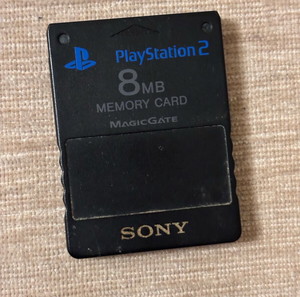 PlayStation 2
8MB
MEMORY CARD
MAGICGATE
SONY